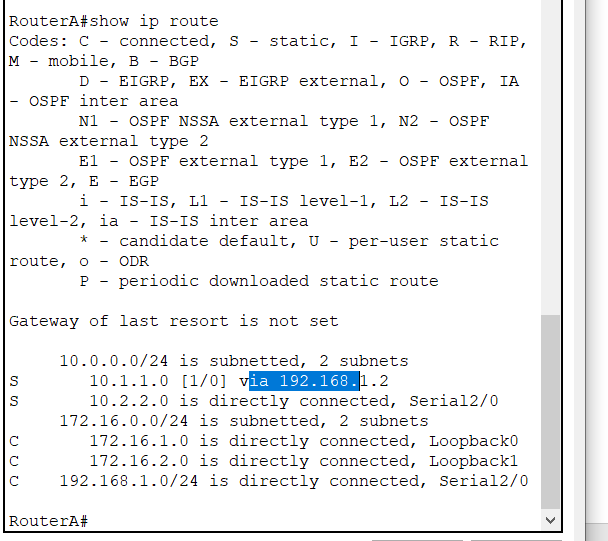 RouterA#show ip route
Codes: C - connected, S - static, I - IGRP, R - RIP,
M - mobile, B - BGP
       D - EIGRP, EX - EIGRP external, O - OSPF, IA
- OSPF inter area
       N1 - OSPF NSSA external type 1, N2 - OSPF
NSSA external type 2
       E1 - OSPF external type 1, E2 - OSPF external
type 2, E - EGP
       i - IS-IS, L1 - IS-IS level-1, L2 - IS-IS
level-2, ia - IS-IS inter area
       * - candidate default, U - per-user static
route, o - ODR
       P - periodic downloaded static route

Gateway of last resort is not set

     10.0.0.0/24 is subnetted, 2 subnets
S       10.1.1.0 [1/0] via 192.168.1.2
S       10.2.2.0 is directly connected, Serial2/0
     172.16.0.0/24 is subnetted, 2 subnets
C       172.16.1.0 is directly connected, Loopback0
C       172.16.2.0 is directly connected, Loopback1
C    192.168.1.0/24 is directly connected, Serial2/0

RouterA#